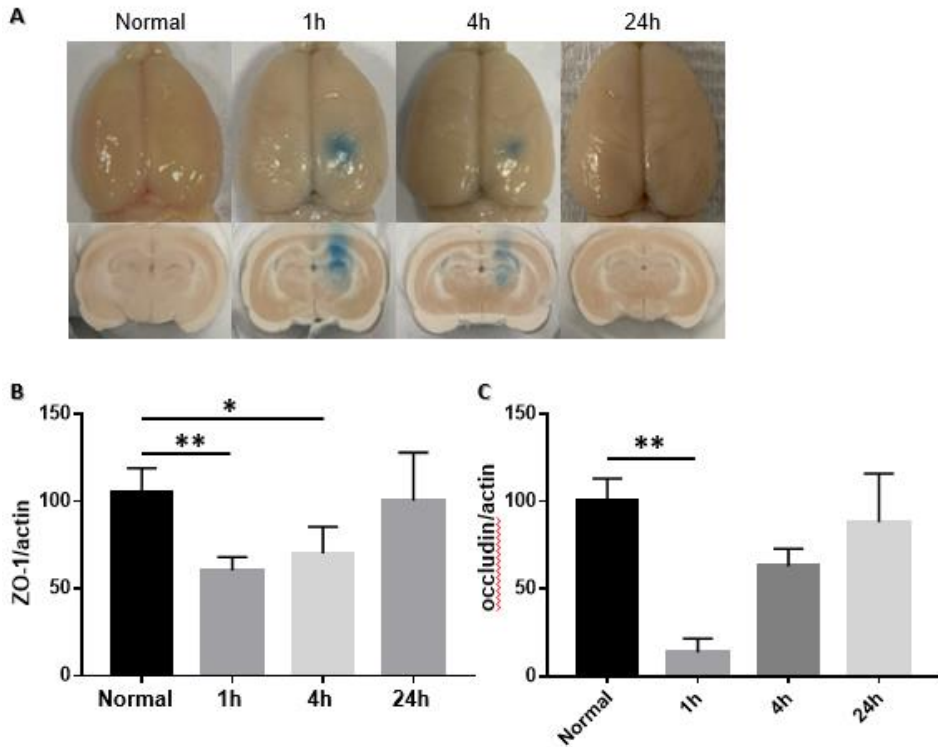 A
Normal 1h 4h 24h
B
150
100
50
0
ZO-1/actin
*
**
Normal 1h 4h 24h
C
150
100
50
0
occludin/actin
**
Normal 1h 4h 24h